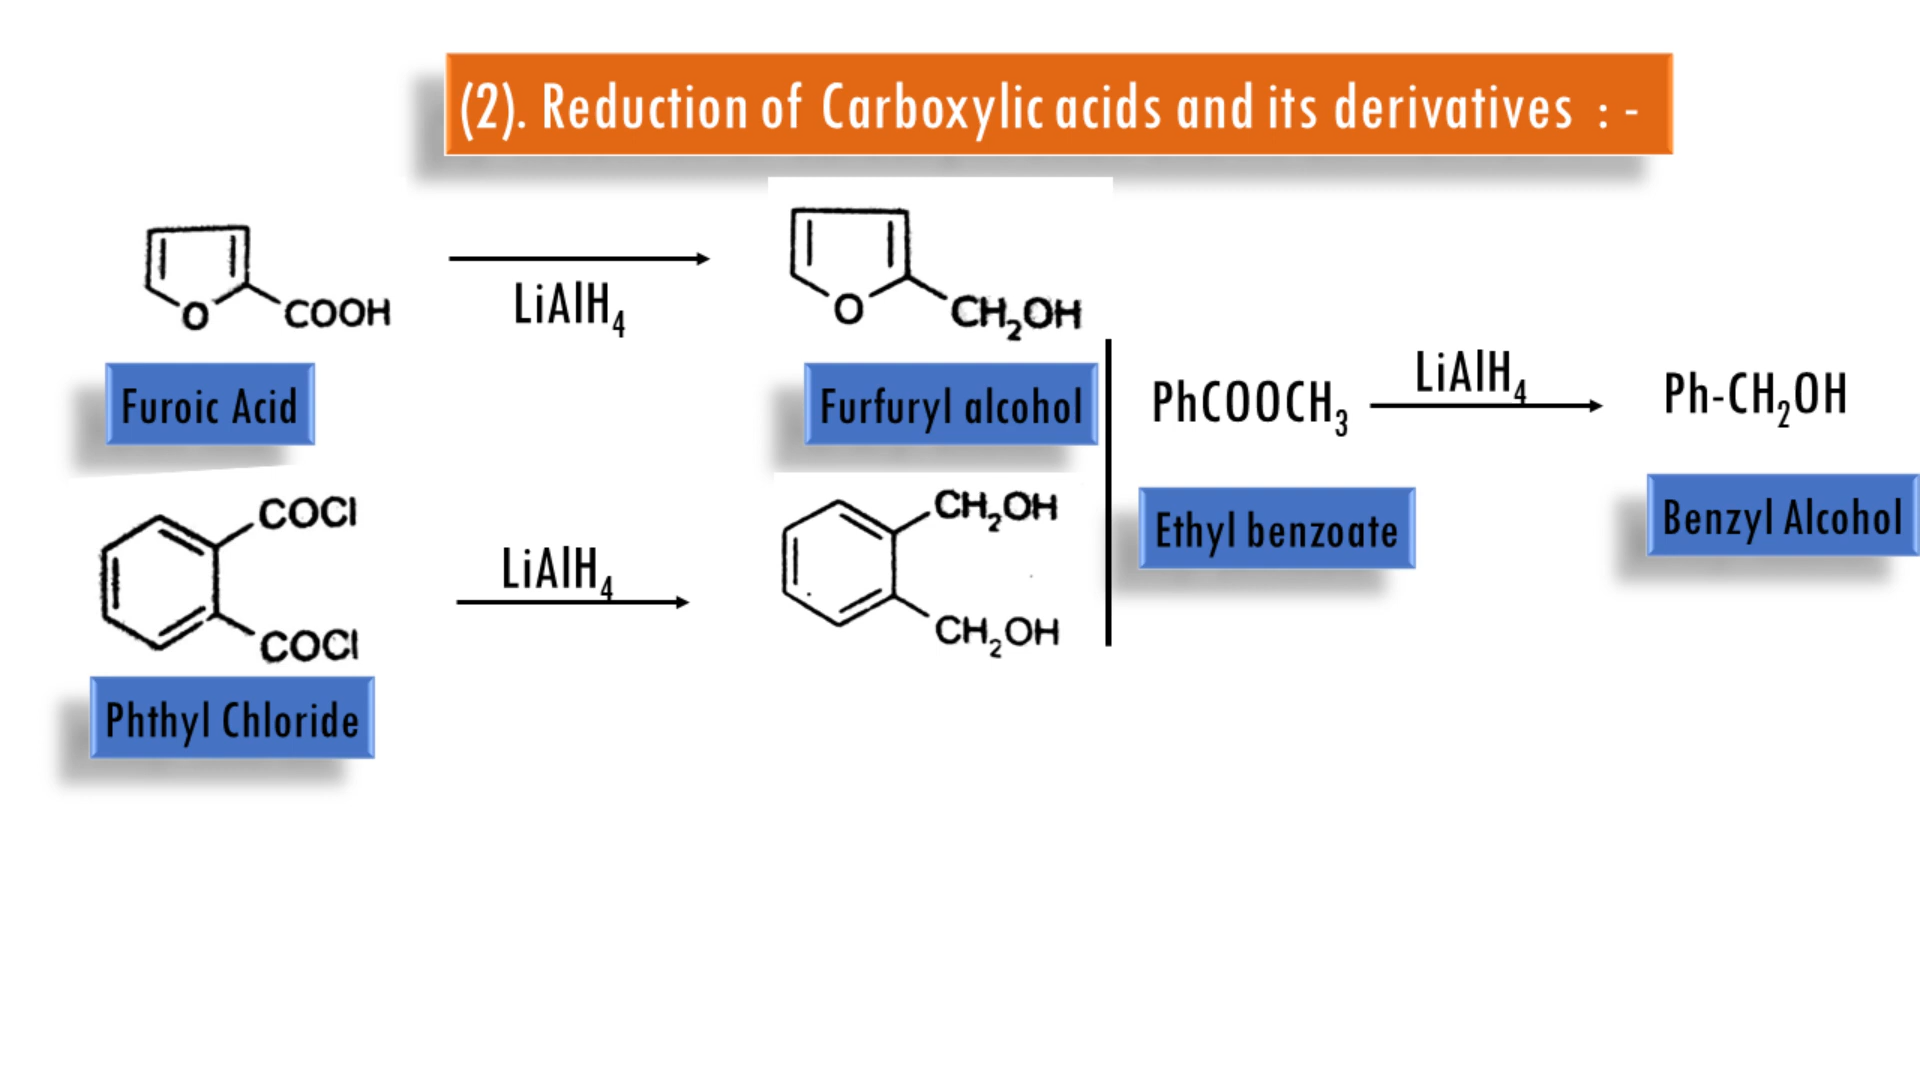 (2). Reduction of Carboxylic acids and its derivatives : -
O COOH
LiAlH4
O CH2OH
Furoic Acid
Furfuryl alcohol
PhCOOCH3
LiAlH4
Ph-CH2OH
Ethyl benzoate
Benzyl Alcohol
COCl
COCl
LiAlH4
CH2OH
CH2OH
Phthyl Chloride